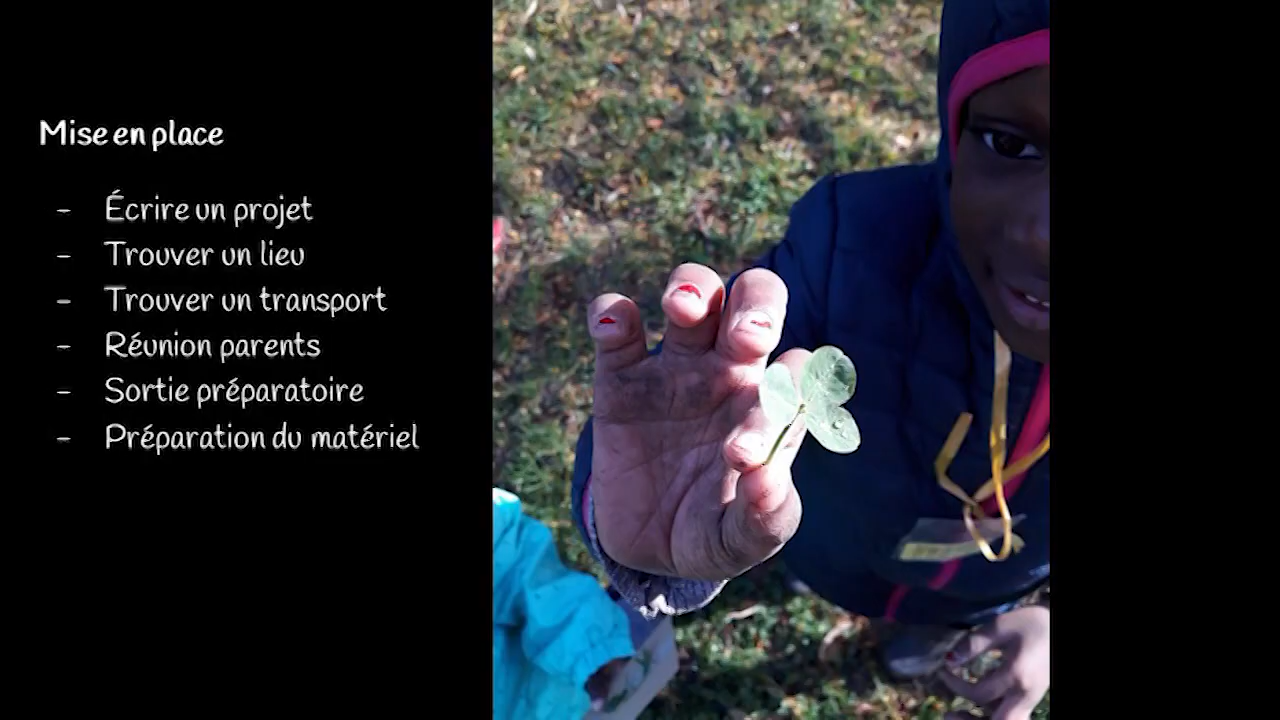 Mise en place
- Écrire un projet
- Trouver un lieu
- Trouver un transport
- Réunion parents
- Sortie préparatoire
- Préparation du matériel